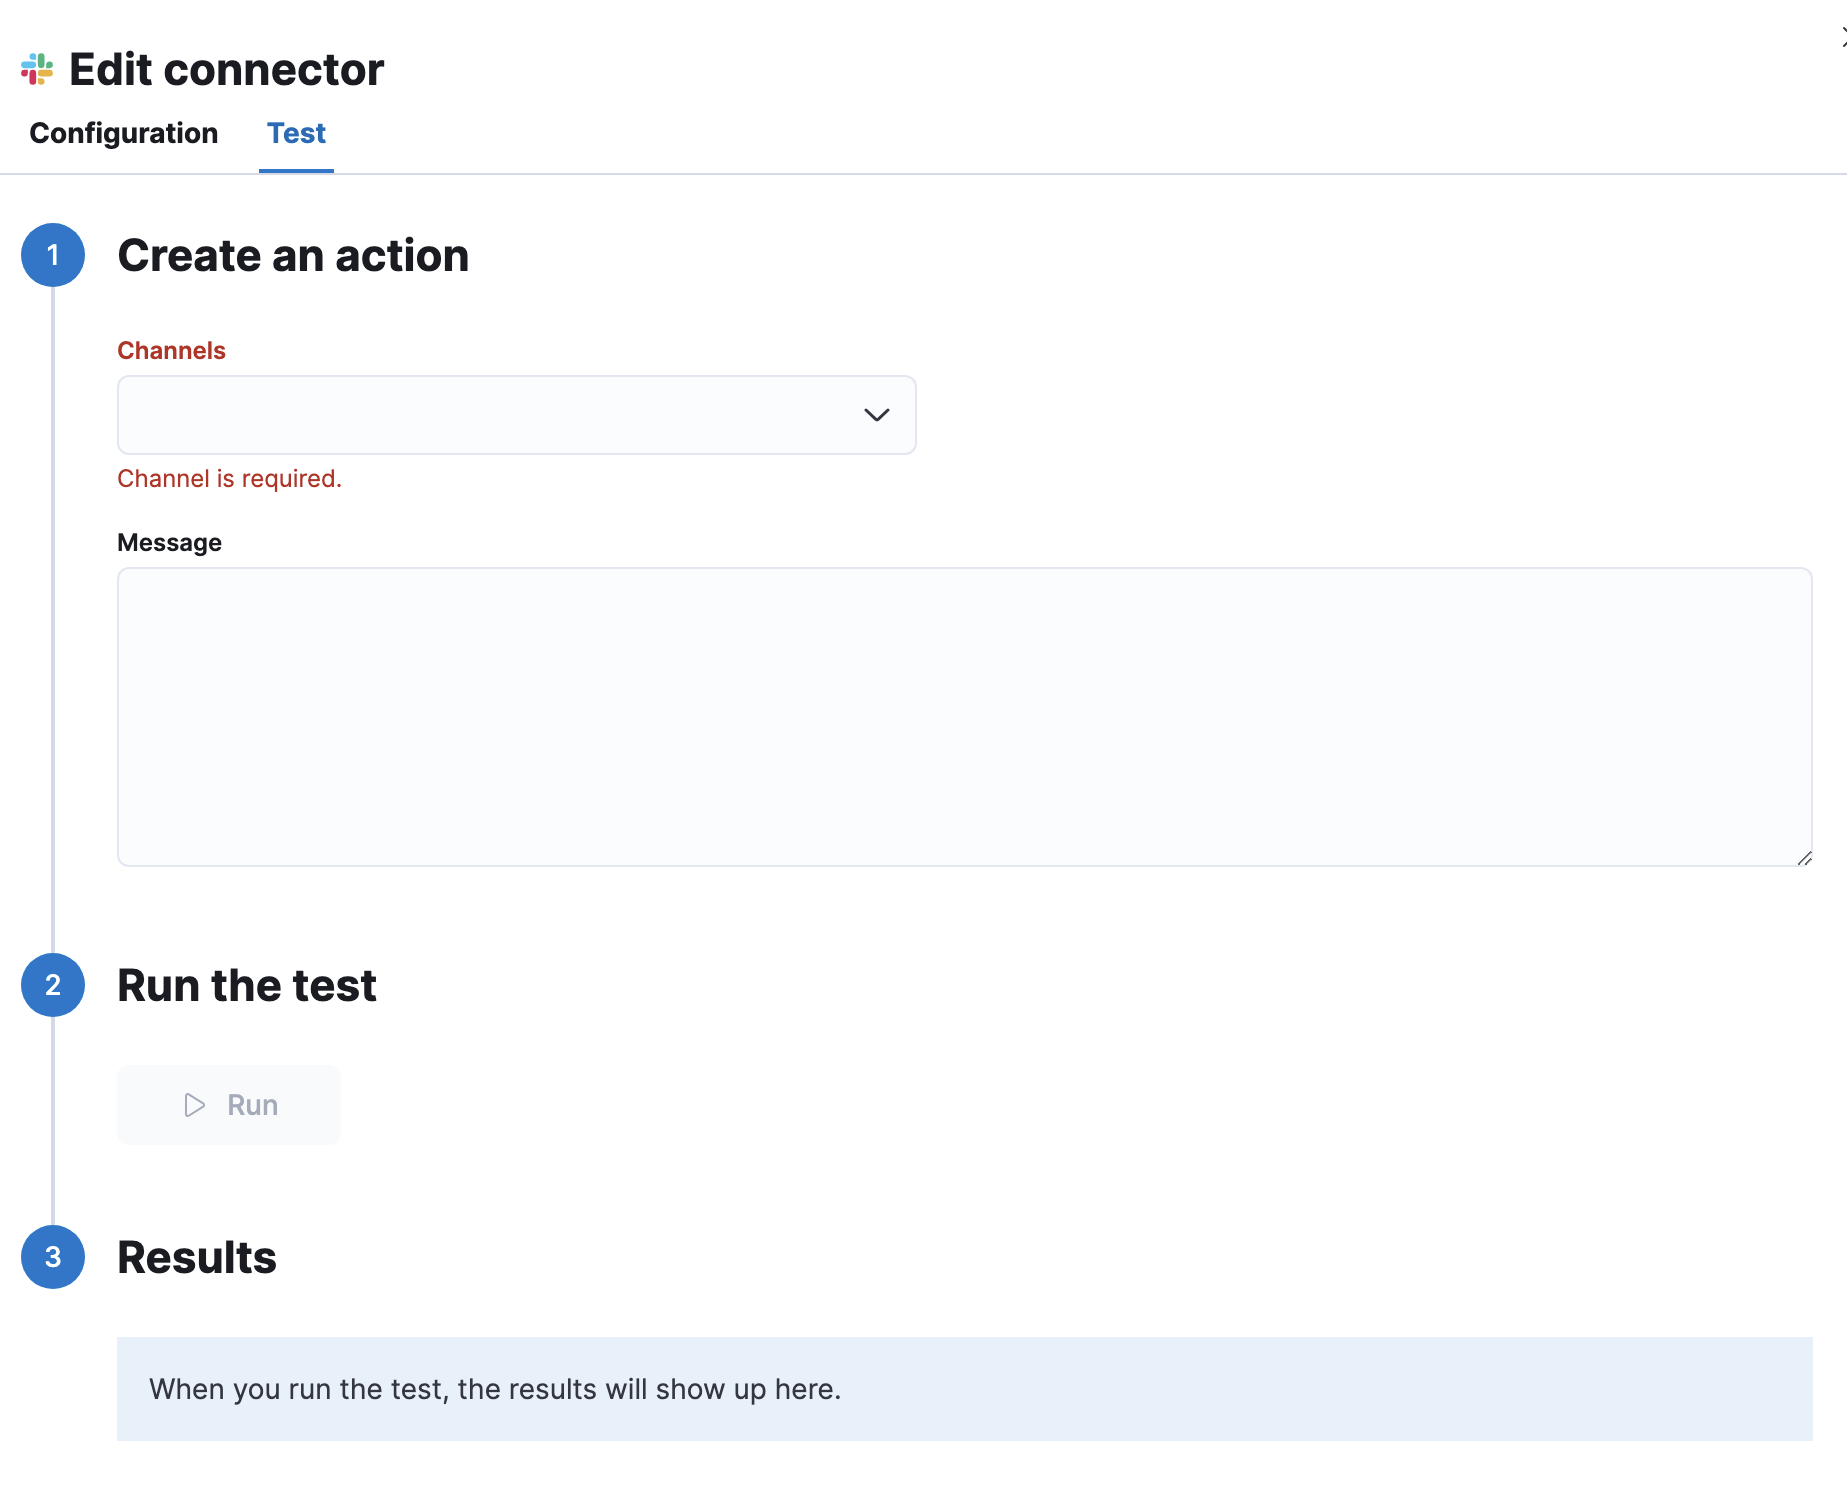 Edit connector
Configuration Test
1 Create an action
Channels
Channel is required.
Message
2 Run the test
Run
3 Results
When you run the test, the results will show up here.